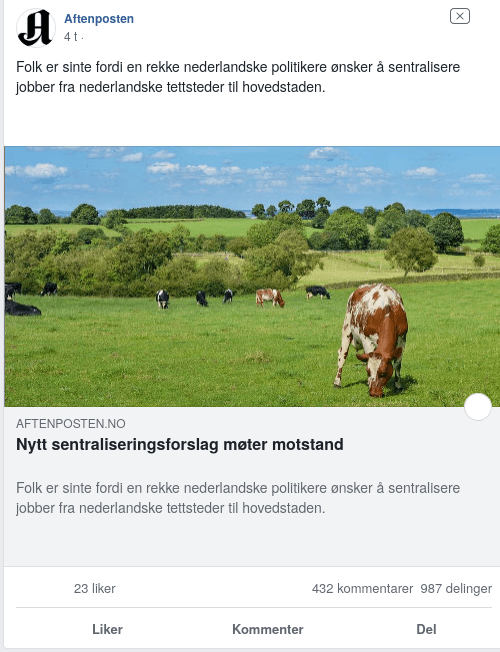 Aftenposten
4 t ·
Folk er sinte fordi en rekke nederlandske politikere ønsker å sentralisere
jobber fra nederlandske tettsteder til hovedstaden.
AFTENPOSTEN.NO
Nytt sentraliseringsforslag møter motstand
Folk er sinte fordi en rekke nederlandske politikere ønsker å sentralisere
jobber fra nederlandske tettsteder til hovedstaden.
23 liker 432 kommentarer 987 delinger
Liker Kommenter Del